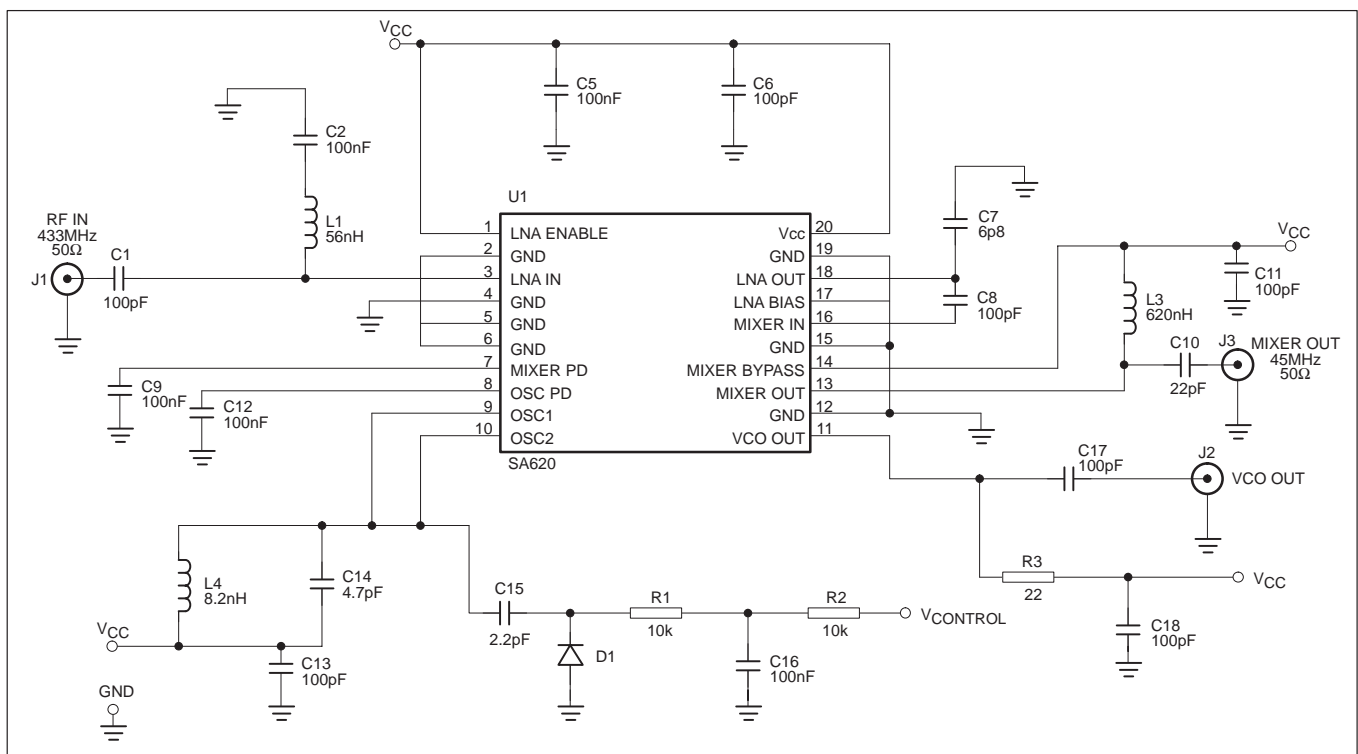 VCC
C5
100nF
C6
100pF
C2
100nF
L1
56nH
RF IN
433MHz
50Ω
J1
C1
100pF
U1
1 LNA ENABLE
2 GND
3 LNA IN
4 GND
5 GND
6 GND
7 MIXER PD
8 OSC PD
9 OSC1
10 OSC2
Vcc 20
GND 19
LNA OUT 18
LNA BIAS 17
MIXER IN 16
GND 15
MIXER BYPASS 14
MIXER OUT 13
GND 12
VCO OUT 11
SA620
C7
6p8
C8
100pF
VCC
C11
100pF
L3
620nH
C10
22pF
J3
MIXER OUT
45MHz
50Ω
C9
100nF
C12
100nF
C17
100pF
J2
VCO OUT
R3
22
VCC
C18
100pF
L4
8.2nH
C14
4.7pF
VCC
C13
100pF
GND
C15
2.2pF
D1
R1
10k
C16
100nF
R2
10k
VCONTROL